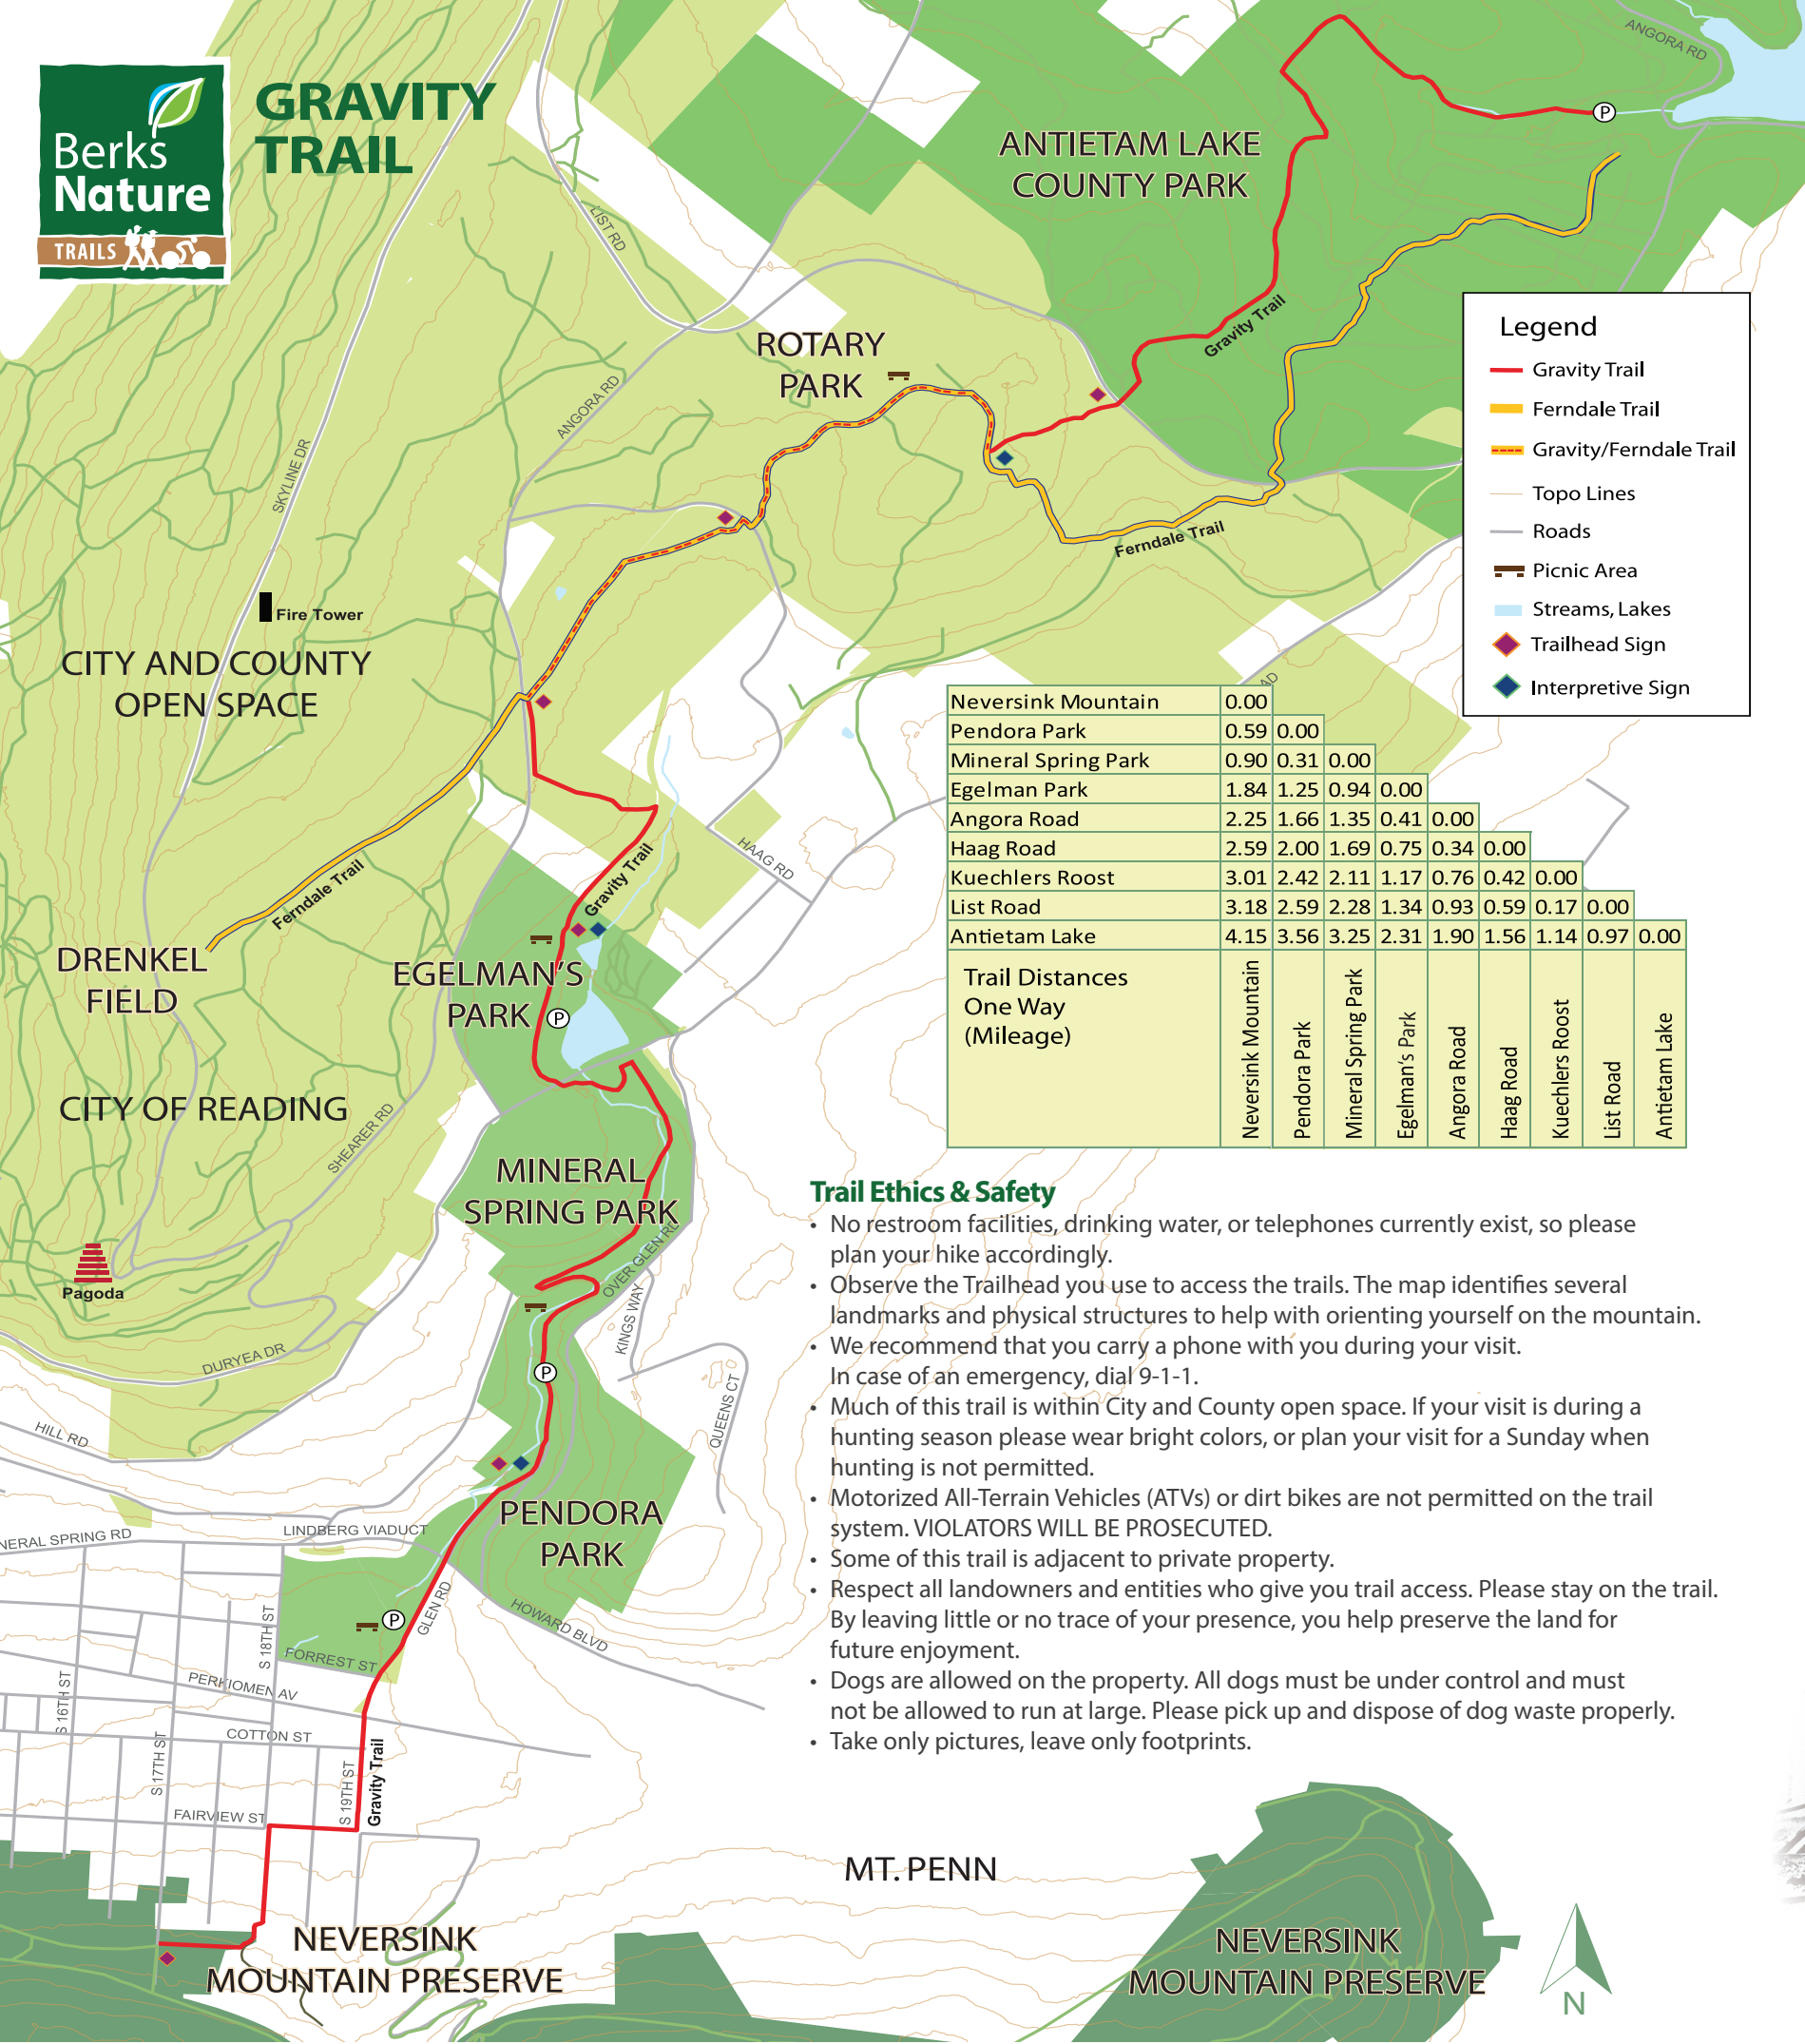 Berks
Nature
TRAILS
GRAVITY
TRAIL
ANGORA RD
ANTIETAM LAKE
COUNTY PARK
P
LIST RD
ROTARY
PARK
Gravity Trail
ANGORA RD
SKYLINE DR
Ferndale Trail
Legend
Gravity Trail
Ferndale Trail
Gravity/Ferndale Trail
Topo Lines
Roads
Picnic Area
Streams, Lakes
Trailhead Sign
Interpretive Sign
Fire Tower
CITY AND COUNTY
OPEN SPACE
AD
Neversink Mountain 0.00
Pendora Park 0.59 0.00
Mineral Spring Park 0.90 0.31 0.00
Egelman Park 1.84 1.25 0.94 0.00
Angora Road 2.25 1.66 1.35 0.41 0.00
Haag Road 2.59 2.00 1.69 0.75 0.34 0.00
Kuechlers Roost 3.01 2.42 2.11 1.17 0.76 0.42 0.00
List Road 3.18 2.59 2.28 1.34 0.93 0.59 0.17 0.00
Antietam Lake 4.15 3.56 3.25 2.31 1.90 1.56 1.14 0.97 0.00
Trail Distances
One Way
(Mileage)
Neversink Mountain
Pendora Park
Mineral Spring Park
Egelman's Park
Angora Road
Haag Road
Kuechlers Roost
List Road
Antietam Lake
HAAG RD
Gravity Trail
Ferndale Trail
DRENKEL
FIELD
EGELMAN'S
PARK
P
CITY OF READING
SHEARER RD
MINERAL
SPRING PARK
OVER GLEN RD
KINGS WAY
Pagoda
DURYEA DR
P
QUEENS CT
HILL RD
PENDORA
PARK
LINDBERG VIADUCT
NERAL SPRING RD
P
GLEN RD
HOWARD BLVD
S 18TH ST
FORREST ST
PERKIOMEN AV
S 16TH ST
COTTON ST
S 17TH ST
S 19TH ST
Gravity Trail
FAIRVIEW ST
Trail Ethics & Safety
• No restroom facilities, drinking water, or telephones currently exist, so please
plan your hike accordingly.
• Observe the Trailhead you use to access the trails. The map identifies several
landmarks and physical structures to help with orienting yourself on the mountain.
• We recommend that you carry a phone with you during your visit.
In case of an emergency, dial 9-1-1.
• Much of this trail is within City and County open space. If your visit is during a
hunting season please wear bright colors, or plan your visit for a Sunday when
hunting is not permitted.
• Motorized All-Terrain Vehicles (ATVs) or dirt bikes are not permitted on the trail
system. VIOLATORS WILL BE PROSECUTED.
• Some of this trail is adjacent to private property.
• Respect all landowners and entities who give you trail access. Please stay on the trail.
By leaving little or no trace of your presence, you help preserve the land for
future enjoyment.
• Dogs are allowed on the property. All dogs must be under control and must
not be allowed to run at large. Please pick up and dispose of dog waste properly.
• Take only pictures, leave only footprints.
MT. PENN
NEVERSINK
MOUNTAIN PRESERVE
NEVERSINK
MOUNTAIN PRESERVE
N